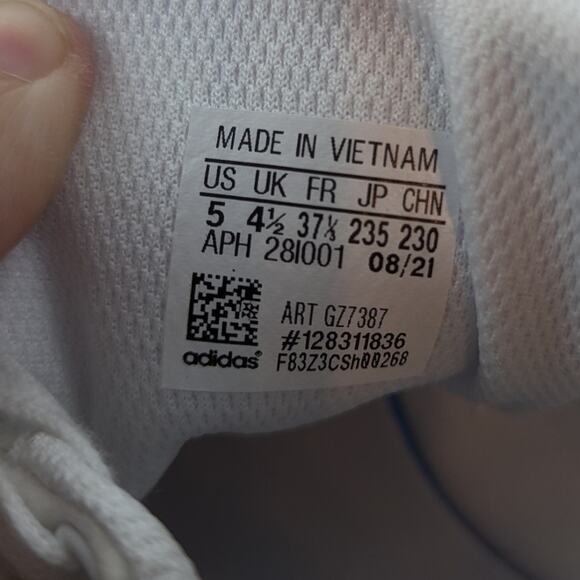 MADE IN VIETNAM
US UK FR JP CHN
5 4½ 37⅓ 235 230
APH 28I001 08/21
ART GZ7387
#128311836
adidas® F83Z3CSh00268